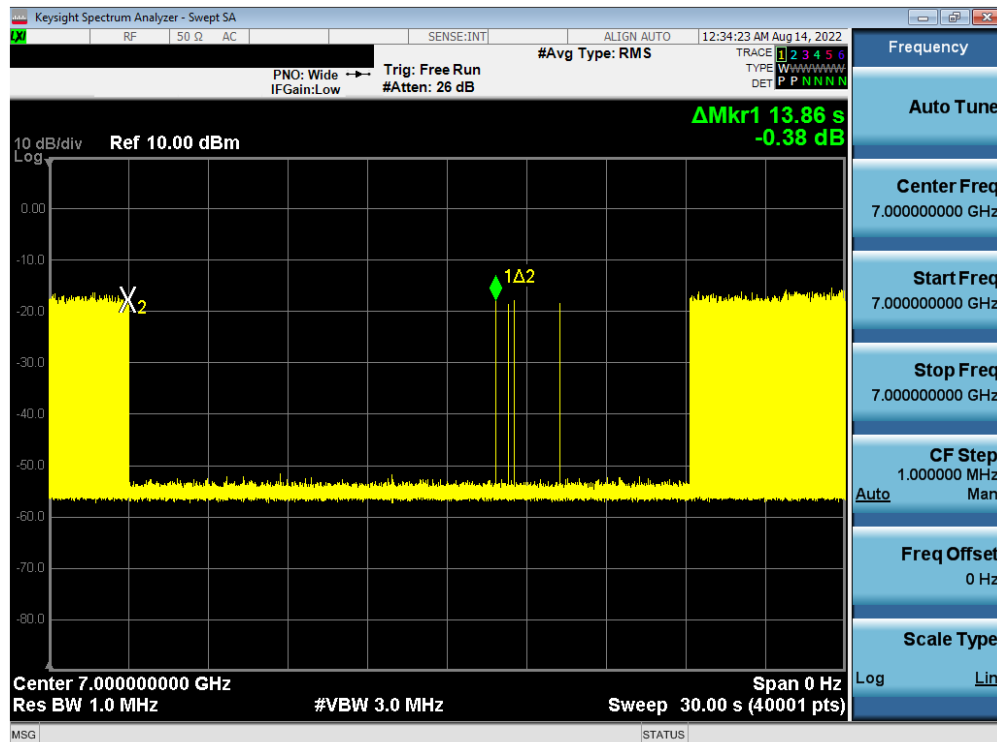 Keysight Spectrum Analyzer - Swept SA
LXI RF 50 Ω AC SENSE:INT ALIGN AUTO 12:34:23 AM Aug 14, 2022
#Avg Type: RMS
TRACE 1 2 3 4 5 6
PNO: Wide Trig: Free Run
TYPE WWWWWW
IFGain:Low #Atten: 26 dB
DET P P N N N N
ΔMkr1 13.86 s
-0.38 dB
10 dB/div Ref 10.00 dBm
Log
0.00
-10.0
1Δ2
X2
-20.0
-30.0
-40.0
-50.0
-60.0
-70.0
-80.0
Center 7.000000000 GHz Span 0 Hz
Res BW 1.0 MHz #VBW 3.0 MHz Sweep 30.00 s (40001 pts)
MSG STATUS
Frequency
Auto Tune
Center Freq
7.000000000 GHz
Start Freq
7.000000000 GHz
Stop Freq
7.000000000 GHz
CF Step
1.000000 MHz
Auto Man
Freq Offset
0 Hz
Scale Type
Log Lin